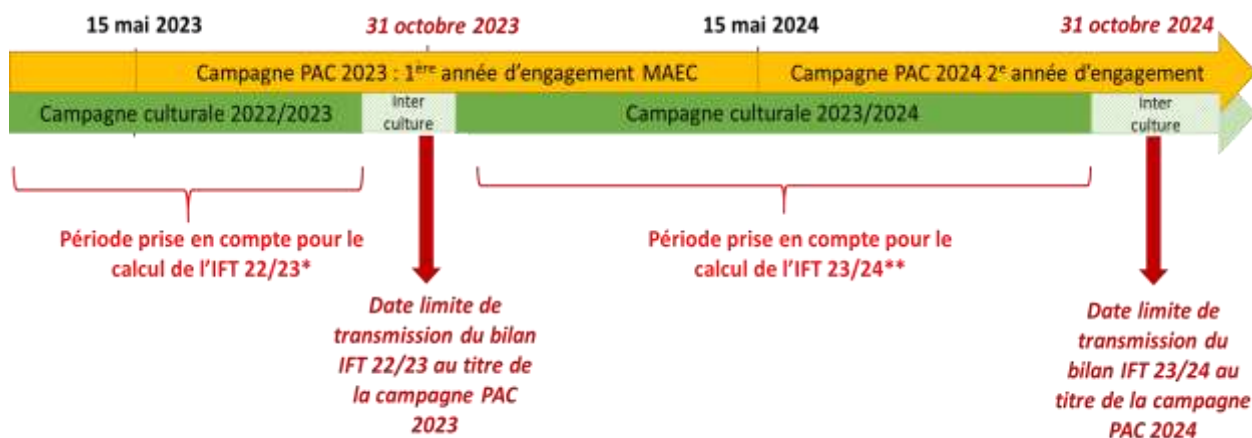 15 mai 2023
31 octobre 2023
15 mai 2024
31 octobre 2024
Campagne PAC 2023 : 1ère année d’engagement MAEC
Campagne PAC 2024 2e année d’engagement
Campagne culturale 2022/2023
Inter
culture
Campagne culturale 2023/2024
Inter
culture
Période prise en compte pour le
calcul de l’IFT 22/23*
Période prise en compte pour le
calcul de l’IFT 23/24**
Date limite de
transmission du bilan
IFT 22/23 au titre de
la campagne PAC
2023
Date limite de
transmission du
bilan IFT 23/24 au
titre de la campagne
PAC 2024